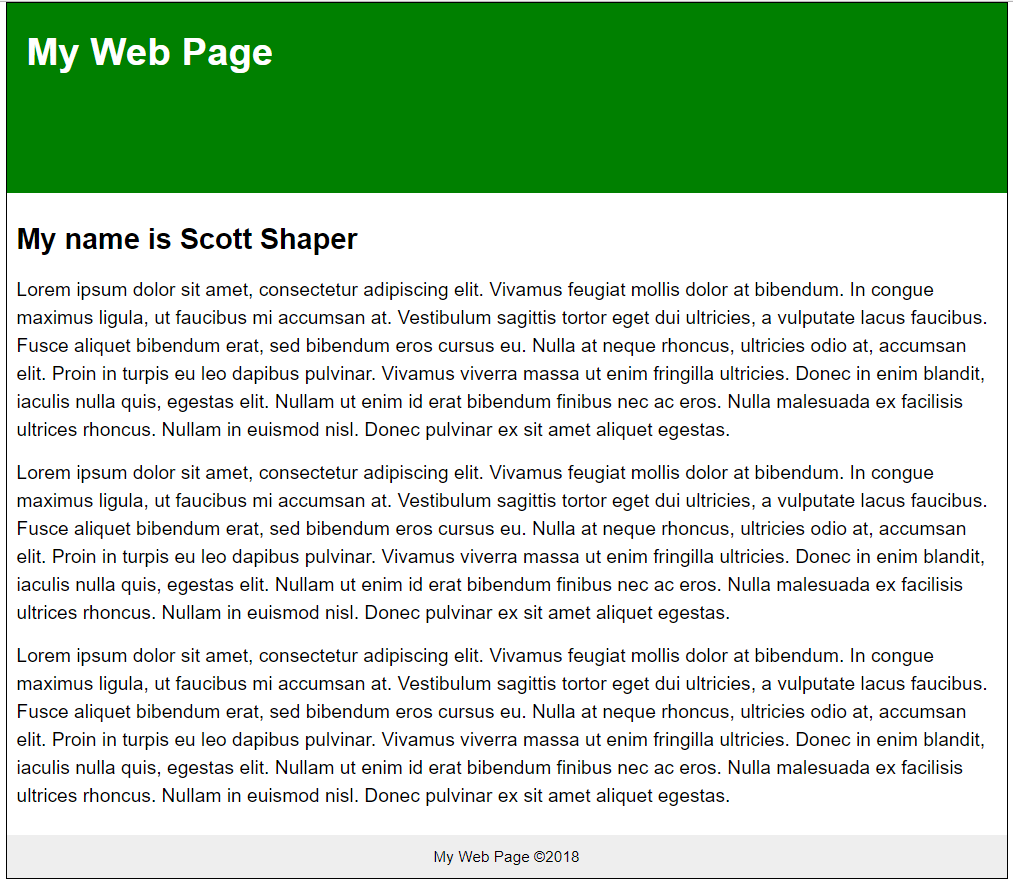 My Web Page
My name is Scott Shaper
Lorem ipsum dolor sit amet, consectetur adipiscing elit. Vivamus feugiat mollis dolor at bibendum. In congue
maximus ligula, ut faucibus mi accumsan at. Vestibulum sagittis tortor eget dui ultricies, a vulputate lacus faucibus.
Fusce aliquet bibendum erat, sed bibendum eros cursus eu. Nulla at neque rhoncus, ultricies odio at, accumsan
elit. Proin in turpis eu leo dapibus pulvinar. Vivamus viverra massa ut enim fringilla ultricies. Donec in enim blandit,
iaculis nulla quis, egestas elit. Nullam ut enim id erat bibendum finibus nec ac eros. Nulla malesuada ex facilisis
ultrices rhoncus. Nullam in euismod nisl. Donec pulvinar ex sit amet aliquet egestas.
Lorem ipsum dolor sit amet, consectetur adipiscing elit. Vivamus feugiat mollis dolor at bibendum. In congue
maximus ligula, ut faucibus mi accumsan at. Vestibulum sagittis tortor eget dui ultricies, a vulputate lacus faucibus.
Fusce aliquet bibendum erat, sed bibendum eros cursus eu. Nulla at neque rhoncus, ultricies odio at, accumsan
elit. Proin in turpis eu leo dapibus pulvinar. Vivamus viverra massa ut enim fringilla ultricies. Donec in enim blandit,
iaculis nulla quis, egestas elit. Nullam ut enim id erat bibendum finibus nec ac eros. Nulla malesuada ex facilisis
ultrices rhoncus. Nullam in euismod nisl. Donec pulvinar ex sit amet aliquet egestas.
Lorem ipsum dolor sit amet, consectetur adipiscing elit. Vivamus feugiat mollis dolor at bibendum. In congue
maximus ligula, ut faucibus mi accumsan at. Vestibulum sagittis tortor eget dui ultricies, a vulputate lacus faucibus.
Fusce aliquet bibendum erat, sed bibendum eros cursus eu. Nulla at neque rhoncus, ultricies odio at, accumsan
elit. Proin in turpis eu leo dapibus pulvinar. Vivamus viverra massa ut enim fringilla ultricies. Donec in enim blandit,
iaculis nulla quis, egestas elit. Nullam ut enim id erat bibendum finibus nec ac eros. Nulla malesuada ex facilisis
ultrices rhoncus. Nullam in euismod nisl. Donec pulvinar ex sit amet aliquet egestas.
My Web Page ©2018